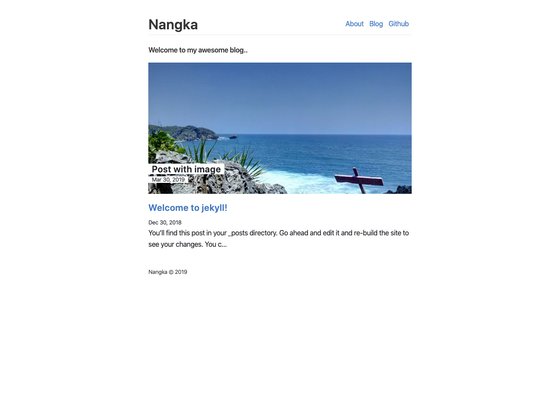 Nangka
About Blog Github
Welcome to my awesome blog..
Post with image
Mar 30, 2019
Welcome to jekyll!
Dec 30, 2018
You'll find this post in your _posts directory. Go ahead and edit it and re-build the site to
see your changes. You c...
Nangka © 2019